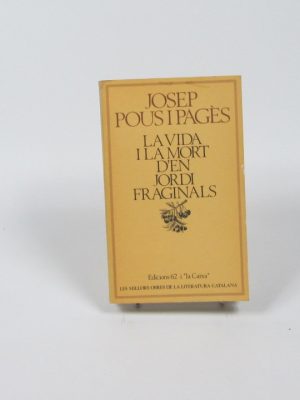 JOSEP
POUS I PAGÈS
LA VIDA
I LA MORT
D'EN
JORDI
FRAGINALS
Edicions 62 i "la Caixa"
LES MILLORS OBRES DE LA LITERATURA CATALANA